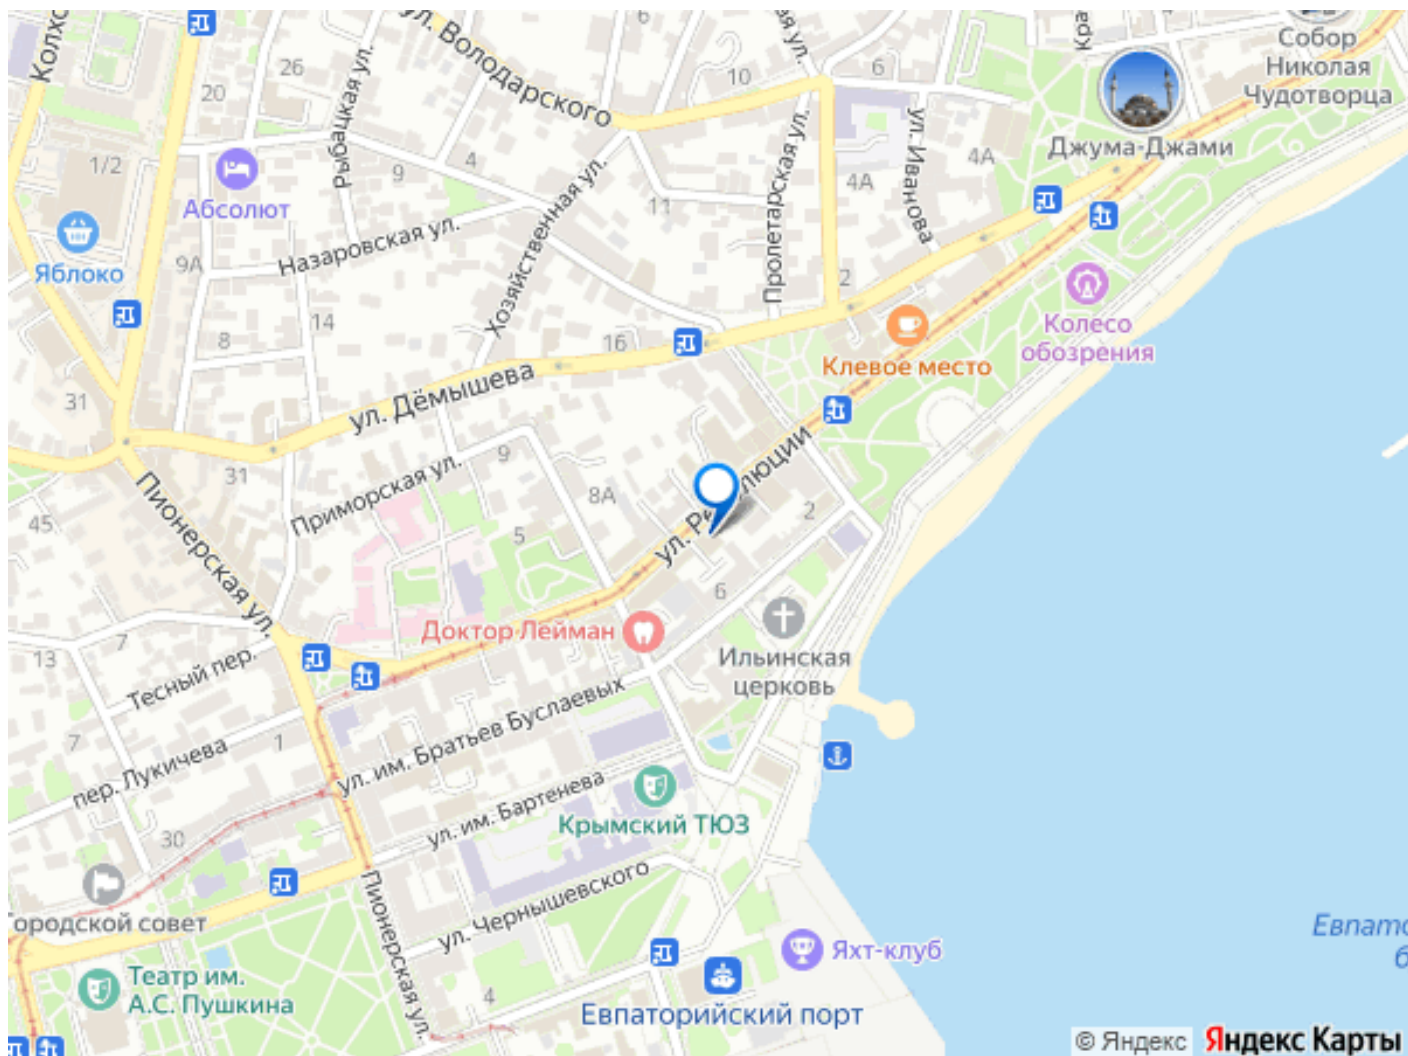 Колхо
ул. Володарского
26
6
10
6
Собор
Николая
Чудотворца
20
Рыбацкая ул.
1/2
4
9
Пролетарская ул.
ул. Иванова
4А
4А
Джума-Джами
Абсолют
11
Хозяйственная ул.
Назаровская ул.
Яблоко
9А
2
14
8
16
Клевое место
Колесо
обозрения
ул. Дёмышева
31
31
9
Приморская ул.
8А
2
45
5
Пионерская ул.
6
Доктор Лейман
Ильинская
церковь
7
13
Тесный пер.
7
1
пер. Лукичева
ул. им. Братьев Буслаевых
ул. им. Бартенева
Крымский ТЮЗ
30
ородской совет
Пионерская ул.
ул. Чернышевского
Театр им.
А.С. Пушкина
4
Яхт-клуб
Евпаторийский порт
Евпато
б
© Яндекс
Яндекс Карты